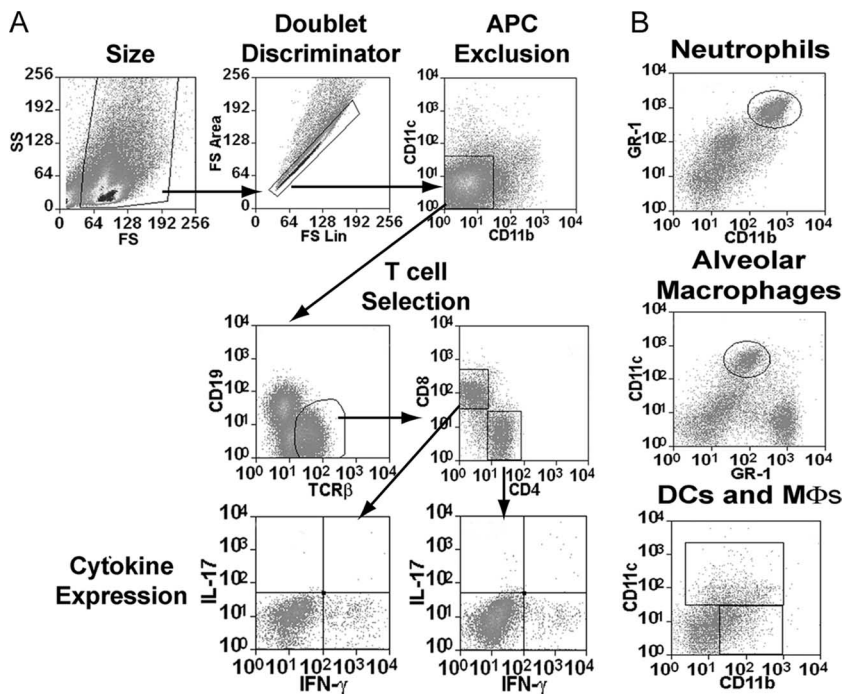 A
Size
256
192
128
64
0
SS
0 64 128 192 256
FS
Doublet
Discriminator
256
192
128
64
0
FS Area
0 64 128 192 256
FS Lin
APC
Exclusion
10⁴
10³
10²
10¹
10⁰
CD11c
10⁰ 10¹ 10² 10³ 10⁴
CD11b
T cell
Selection
10⁴
10³
10²
10¹
10⁰
CD19
10⁰ 10¹ 10² 10³ 10⁴
TCRβ
10⁴
10³
10²
10¹
10⁰
CD8
10⁰ 10¹ 10² 10³ 10⁴
CD4
Cytokine
Expression
10⁴
10³
10²
10¹
10⁰
IL-17
10⁰ 10¹ 10² 10³ 10⁴
IFN-γ
10⁴
10³
10²
10¹
10⁰
IL-17
10⁰ 10¹ 10² 10³ 10⁴
IFN-γ
B
Neutrophils
10⁴
10³
10²
10¹
10⁰
GR-1
10⁰ 10¹ 10² 10³ 10⁴
CD11b
Alveolar
Macrophages
10⁴
10³
10²
10¹
10⁰
CD11c
10⁰ 10¹ 10² 10³ 10⁴
GR-1
DCs and MΦs
10⁴
10³
10²
10¹
10⁰
CD11c
10⁰ 10¹ 10² 10³ 10⁴
CD11b